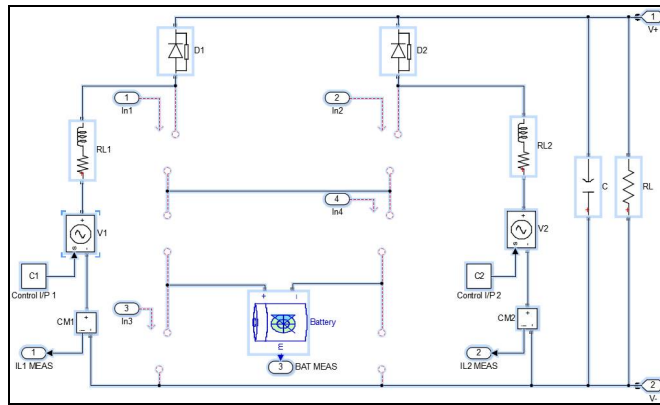 1
V+
D1
D2
1
In1
2
In2
RL1
RL2
C
RL
4
In4
+
V1
S
-
+
V2
S
-
C1
Control I/P 1
C2
Control I/P 2
+ −
Battery
m
3
In3
CM1
+
- i
CM2
+
- i
1
IL1 MEAS
3
BAT MEAS
2
IL2 MEAS
2
V-